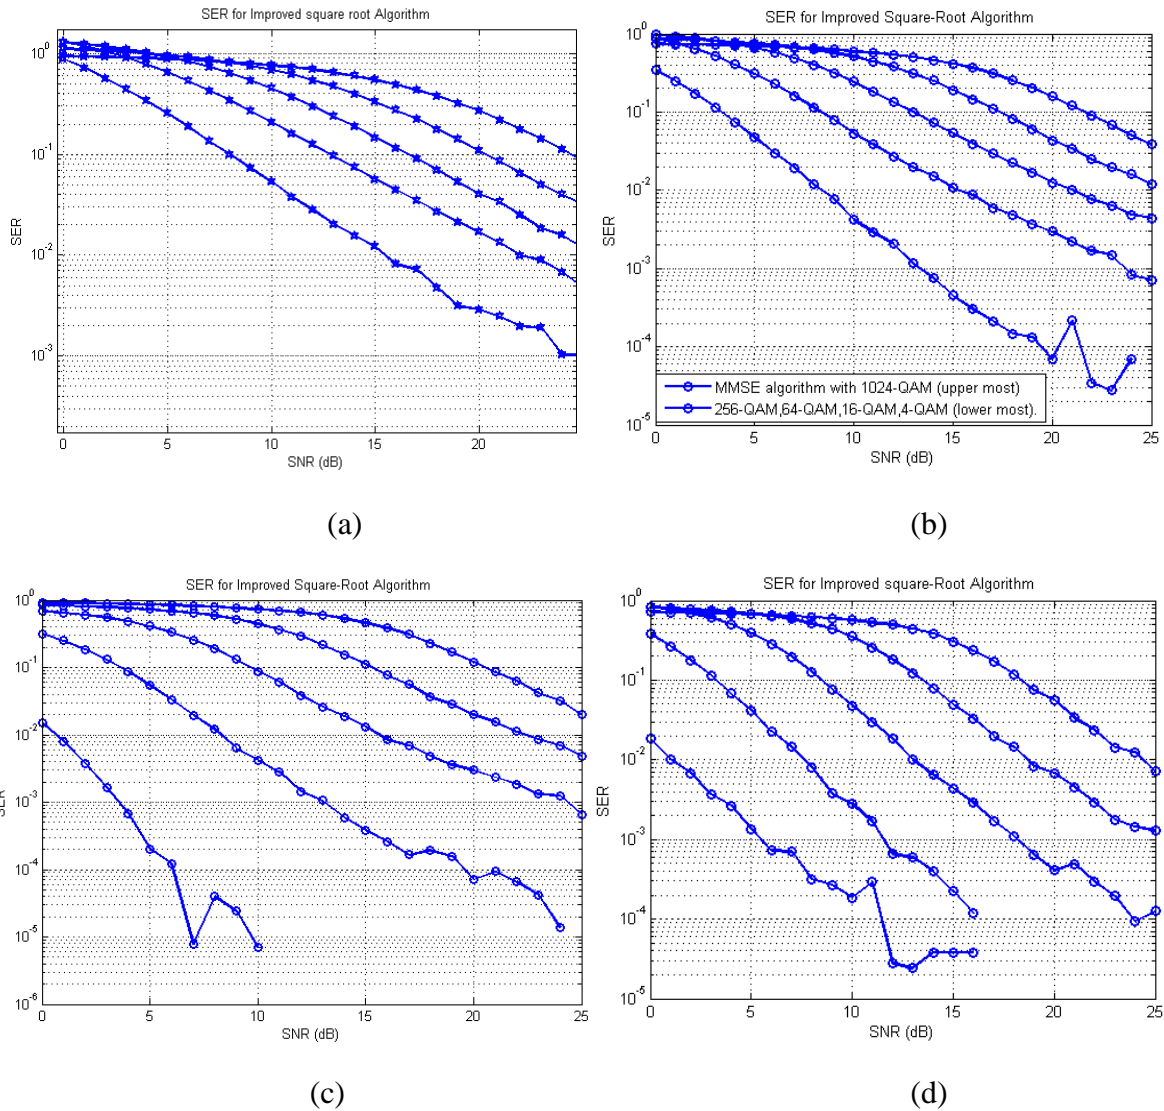 SER for Improved square root Algorithm
10^0
10^-1
10^-2
10^-3
SER
0 5 10 15 20
SNR (dB)
(a)
SER for Improved Square-Root Algorithm
10^0
10^-1
10^-2
10^-3
10^-4
10^-5
SER
MMSE algorithm with 1024-QAM (upper most)
256-QAM,64-QAM,16-QAM,4-QAM (lower most).
0 5 10 15 20 25
SNR (dB)
(b)
SER for Improved Square-Root Algorithm
10^0
10^-1
10^-2
10^-3
10^-4
10^-5
10^-6
SER
0 5 10 15 20 25
SNR (dB)
(c)
SER for Improved square-Root Algorithm
10^0
10^-1
10^-2
10^-3
10^-4
10^-5
SER
0 5 10 15 20 25
SNR (dB)
(d)